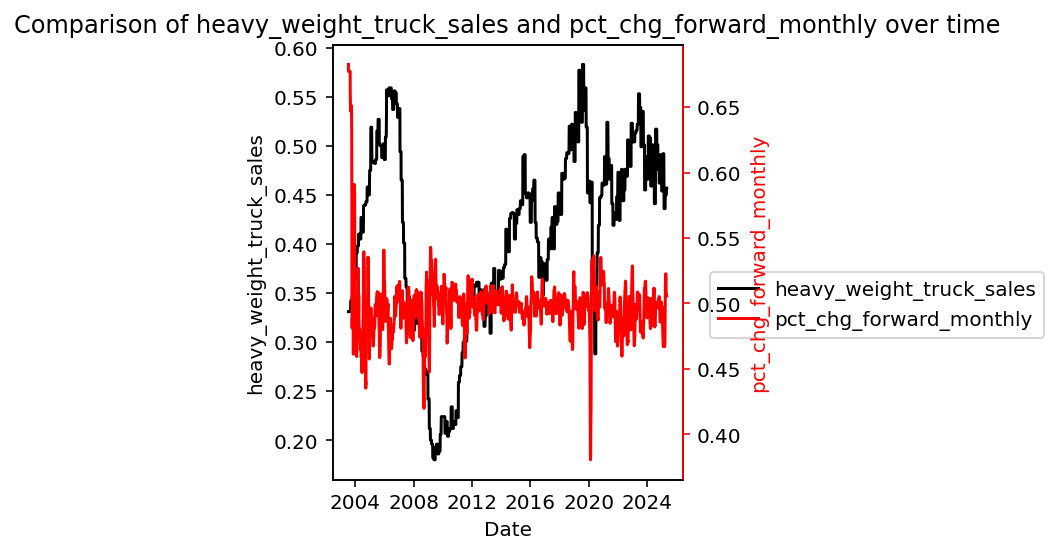 Comparison of heavy_weight_truck_sales and pct_chg_forward_monthly over time
0.60
0.55
0.50
0.45
0.40
0.35
0.30
0.25
0.20
heavy_weight_truck_sales
2004 2008 2012 2016 2020 2024
Date
0.65
0.60
0.55
0.50
0.45
0.40
pct_chg_forward_monthly
heavy_weight_truck_sales
pct_chg_forward_monthly